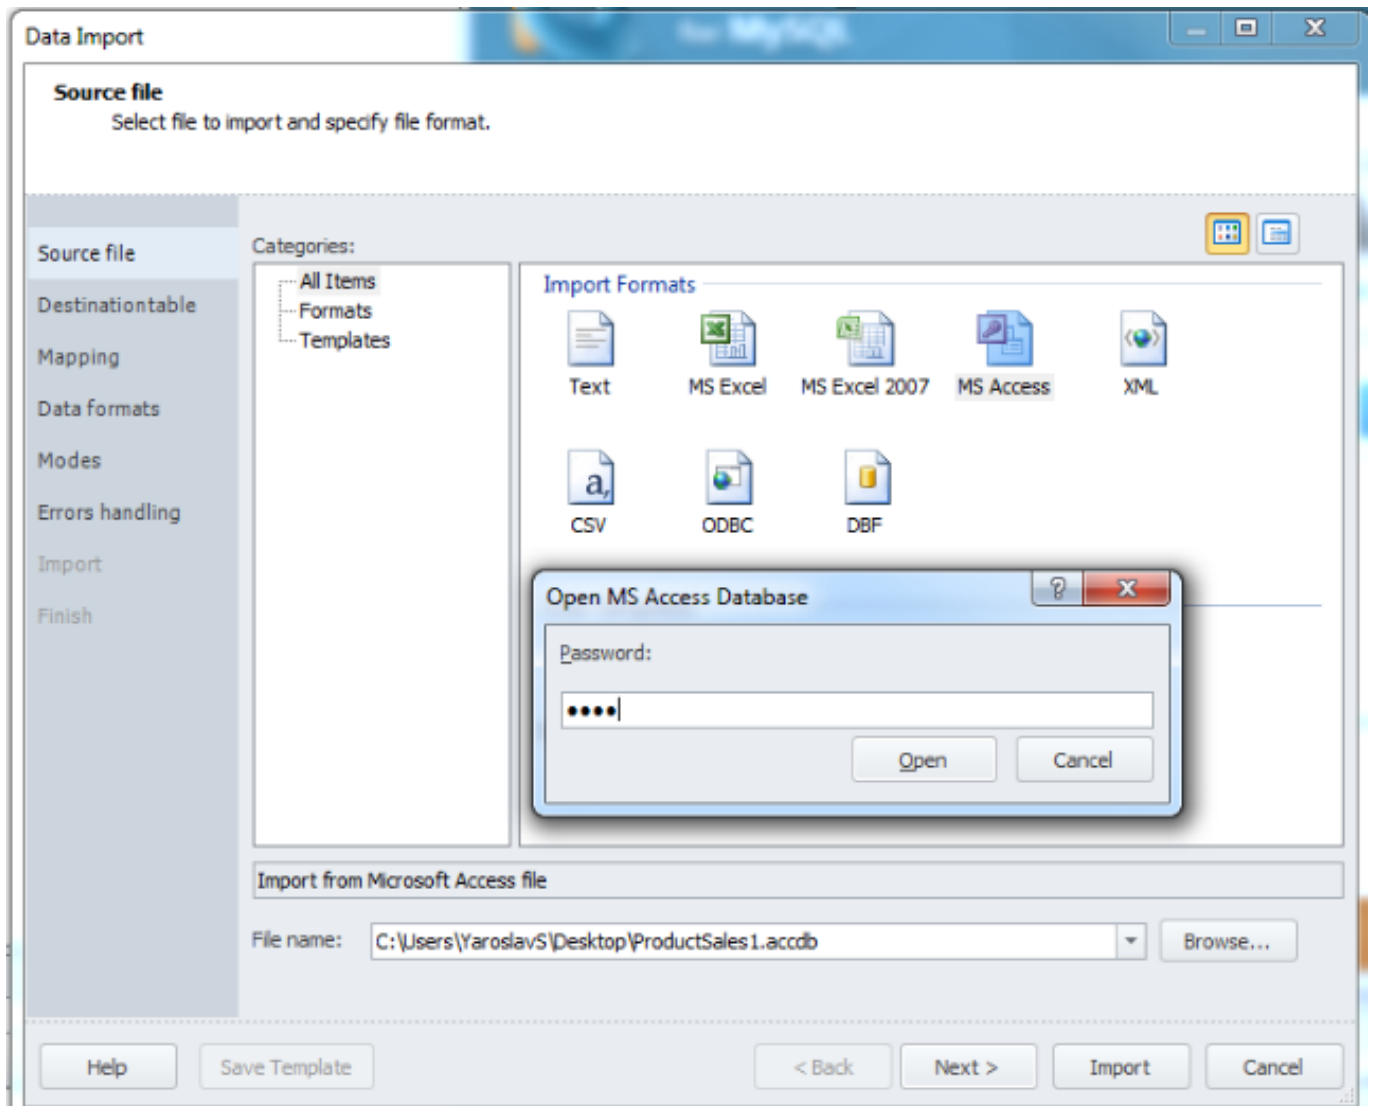 for MySQL
Data Import
Source file
Select file to import and specify file format.
Source file
Destination table
Mapping
Data formats
Modes
Errors handling
Import
Finish
Categories:
All Items
Formats
Templates
Import Formats
Text
MS Excel
MS Excel 2007
MS Access
XML
a,
CSV
ODBC
DBF
Open MS Access Database
?
Password:
••••
Open
Cancel
Import from Microsoft Access file
File name:
C:\Users\YaroslavS\Desktop\ProductSales1.accdb
Browse...
Help
Save Template
< Back
Next >
Import
Cancel